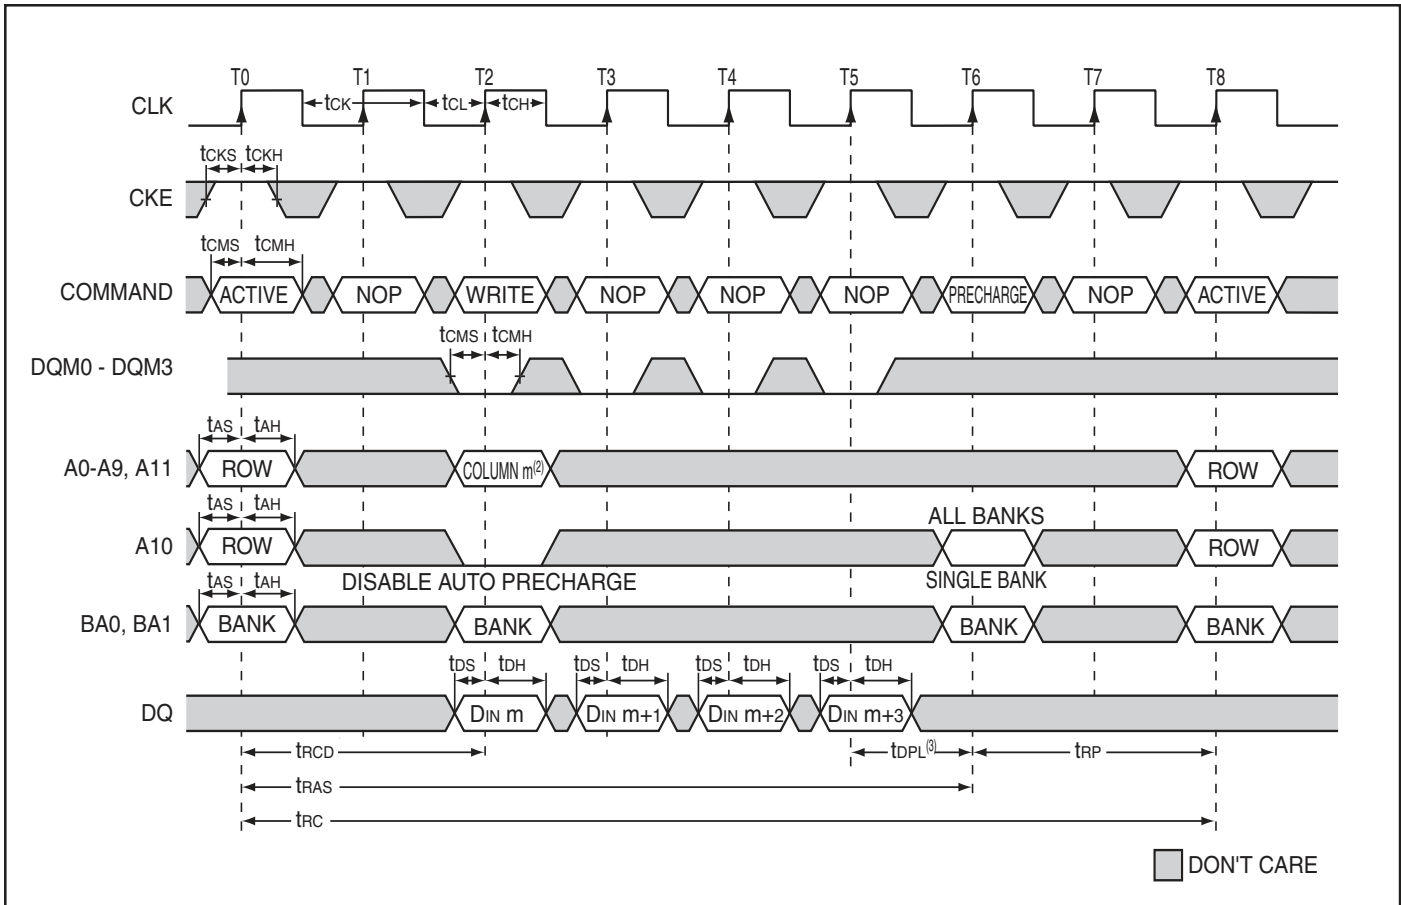 T0 T1 T2 T3 T4 T5 T6 T7 T8
CLK tCK tCL tCH
tCKS tCKH
CKE
tCMS tCMH
COMMAND ACTIVE NOP WRITE NOP NOP NOP PRECHARGE NOP ACTIVE
tCMS tCMH
DQM0 - DQM3
tAS tAH
A0-A9, A11 ROW COLUMN m(2) ROW
tAS tAH ALL BANKS
A10 ROW ROW
DISABLE AUTO PRECHARGE SINGLE BANK
tAS tAH
BA0, BA1 BANK BANK BANK BANK
tDS tDH tDS tDH tDS tDH tDS tDH
DQ DIN m DIN m+1 DIN m+2 DIN m+3
tRCD tDPL(3) tRP
tRAS
tRC
DON'T CARE